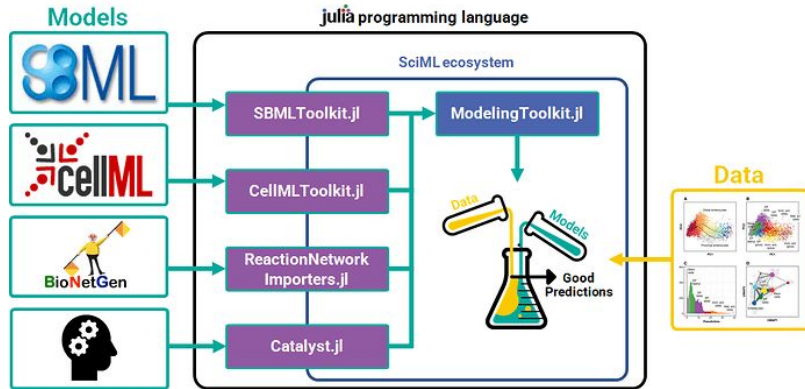 Models
julia programming language
SciML ecosystem
SBML
SBMLToolkit.jl
ModelingToolkit.jl
cellML
CellMLToolkit.jl
Data
Models
Data
BioNetGen
ReactionNetwork
Importers.jl
Good
Predictions
Catalyst.jl
A
B
C
D